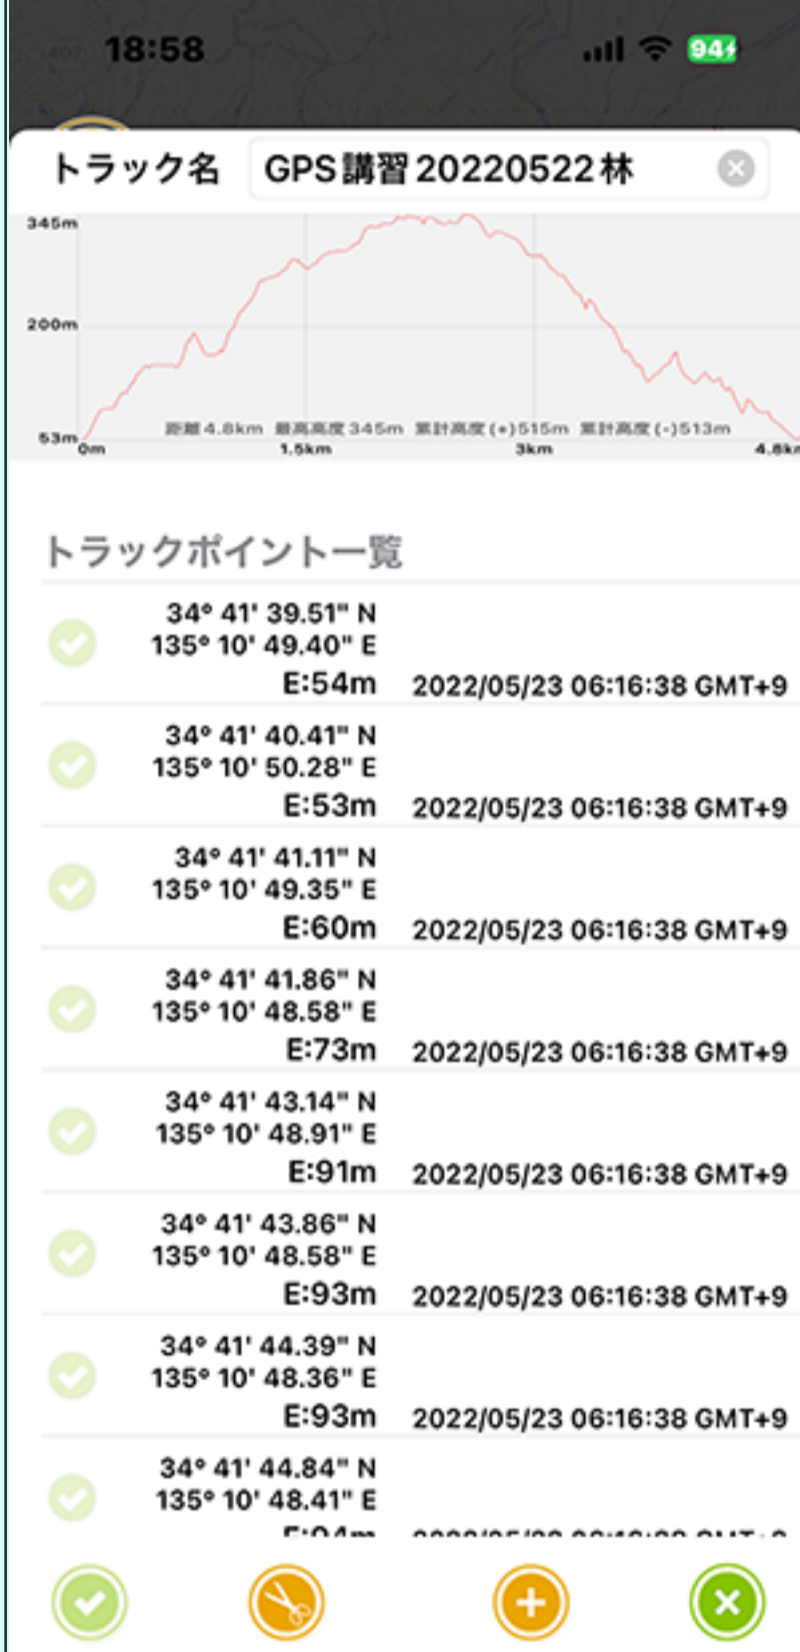 18:58
94
トラック名 GPS講習20220522林
345m
200m
53m
距離4.8km 最高高度345m 累計高度(+)515m 累計高度(-)513m
0m 1.5km 3km
トラックポイント一覧
34° 41' 39.51" N
135° 10' 49.40" E
E:54m 2022/05/23 06:16:38 GMT+9
34° 41' 40.41" N
135° 10' 50.28" E
E:53m 2022/05/23 06:16:38 GMT+9
34° 41' 41.11" N
135° 10' 49.35" E
E:60m 2022/05/23 06:16:38 GMT+9
34° 41' 41.86" N
135° 10' 48.58" E
E:73m 2022/05/23 06:16:38 GMT+9
34° 41' 43.14" N
135° 10' 48.91" E
E:91m 2022/05/23 06:16:38 GMT+9
34° 41' 43.86" N
135° 10' 48.58" E
E:93m 2022/05/23 06:16:38 GMT+9
34° 41' 44.39" N
135° 10' 48.36" E
E:93m 2022/05/23 06:16:38 GMT+9
34° 41' 44.84" N
135° 10' 48.41" E